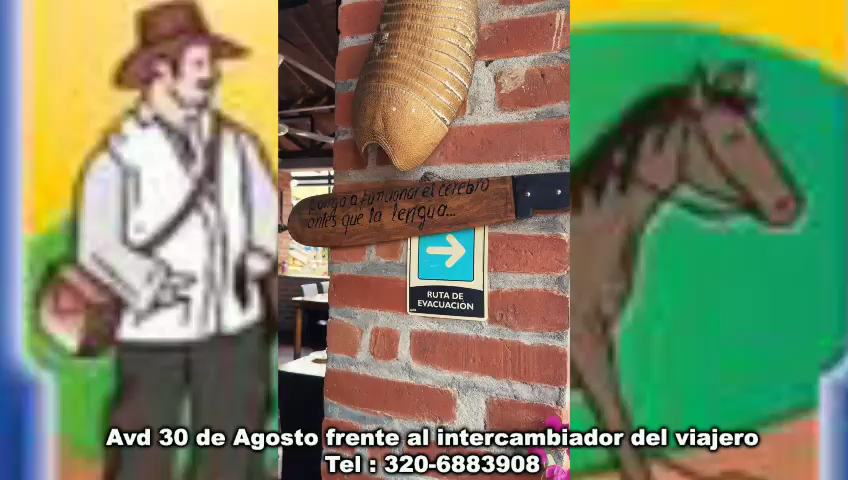 Ponga a funcionar el cerebro
antes que la lengua...
RUTA DE
EVACUACIÓN
Avd 30 de Agosto frente al intercambiador del viajero
Tel : 320-6883908